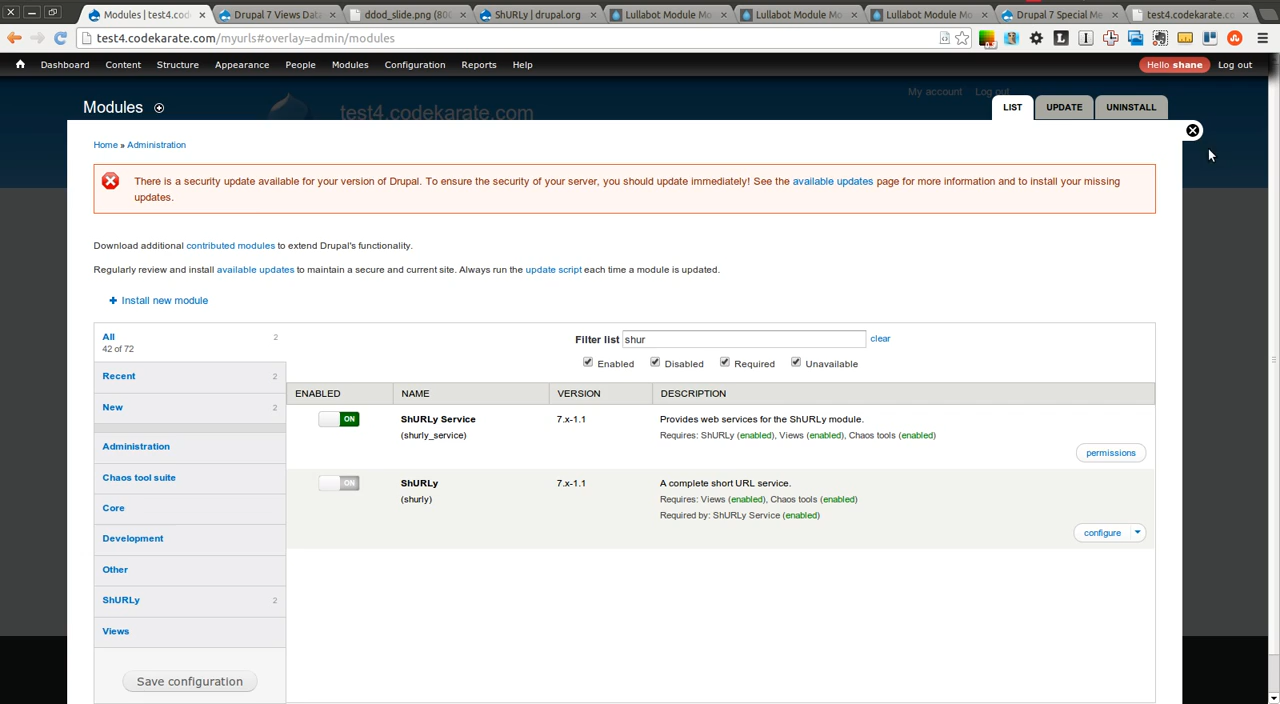 Modules | test4.cod
Drupal 7 Views Data
ddod_slide.png (80
ShURLy | drupal.org
Lullabot Module Mo
Lullabot Module Mo
Lullabot Module Mo
Drupal 7 Special Me
test4.codekarate.c
test4.codekarate.com/myurls#overlay=admin/modules
Dashboard Content Structure Appearance People Modules Configuration Reports Help Hello shane Log out
My account Log out
Modules
test4.codekarate.com
LIST UPDATE UNINSTALL
Home » Administration
There is a security update available for your version of Drupal. To ensure the security of your server, you should update immediately! See the available updates page for more information and to install your missing
updates.
Download additional contributed modules to extend Drupal's functionality.
Regularly review and install available updates to maintain a secure and current site. Always run the update script each time a module is updated.
Install new module
All 2
42 of 72
Recent 2
New 2
Administration
Chaos tool suite
Core
Development
Other
ShURLy 2
Views
Save configuration
Filter list shur clear
Enabled Disabled Required Unavailable
ENABLED NAME VERSION DESCRIPTION
ON ShURLy Service 7.x-1.1 Provides web services for the ShURLy module.
(shurly_service) Requires: ShURLy (enabled), Views (enabled), Chaos tools (enabled)
permissions
ON ShURLy 7.x-1.1 A complete short URL service.
(shurly) Requires: Views (enabled), Chaos tools (enabled)
Required by: ShURLy Service (enabled)
configure